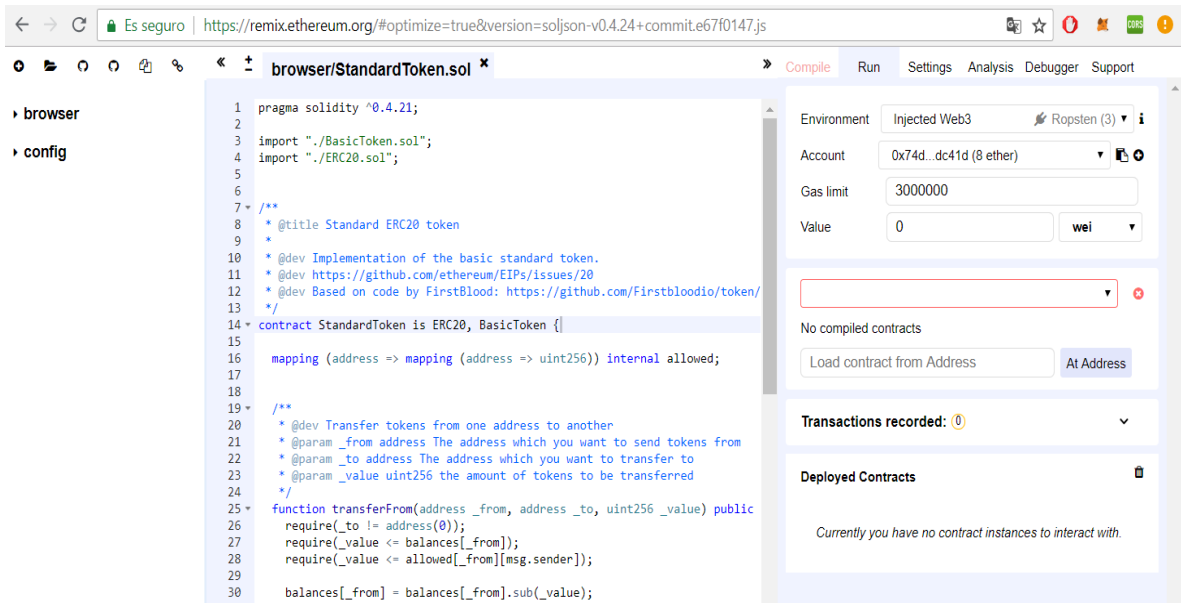 Es seguro https://remix.ethereum.org/#optimize=true&version=soljson-v0.4.24+commit.e67f0147.js
CORS
browser
config
browser/StandardToken.sol
1 pragma solidity ^0.4.21;
2
3 import "./BasicToken.sol";
4 import "./ERC20.sol";
5
6
7 /**
8 * @title Standard ERC20 token
9 *
10 * @dev Implementation of the basic standard token.
11 * @dev https://github.com/ethereum/EIPs/issues/20
12 * @dev Based on code by FirstBlood: https://github.com/Firstbloodio/token/
13 */
14 contract StandardToken is ERC20, BasicToken {
15
16 mapping (address => mapping (address => uint256)) internal allowed;
17
18
19 /**
20 * @dev Transfer tokens from one address to another
21 * @param _from address The address which you want to send tokens from
22 * @param _to address The address which you want to transfer to
23 * @param _value uint256 the amount of tokens to be transferred
24 */
25 function transferFrom(address _from, address _to, uint256 _value) public
26 require(_to != address(0));
27 require(_value <= balances[_from]);
28 require(_value <= allowed[_from][msg.sender]);
29
30 balances[_from] = balances[_from].sub(_value);
Compile Run Settings Analysis Debugger Support
Environment Injected Web3 Ropsten (3)
Account 0x74d...dc41d (8 ether)
Gas limit 3000000
Value 0 wei
No compiled contracts
Load contract from Address At Address
Transactions recorded: 0
Deployed Contracts
Currently you have no contract instances to interact with.